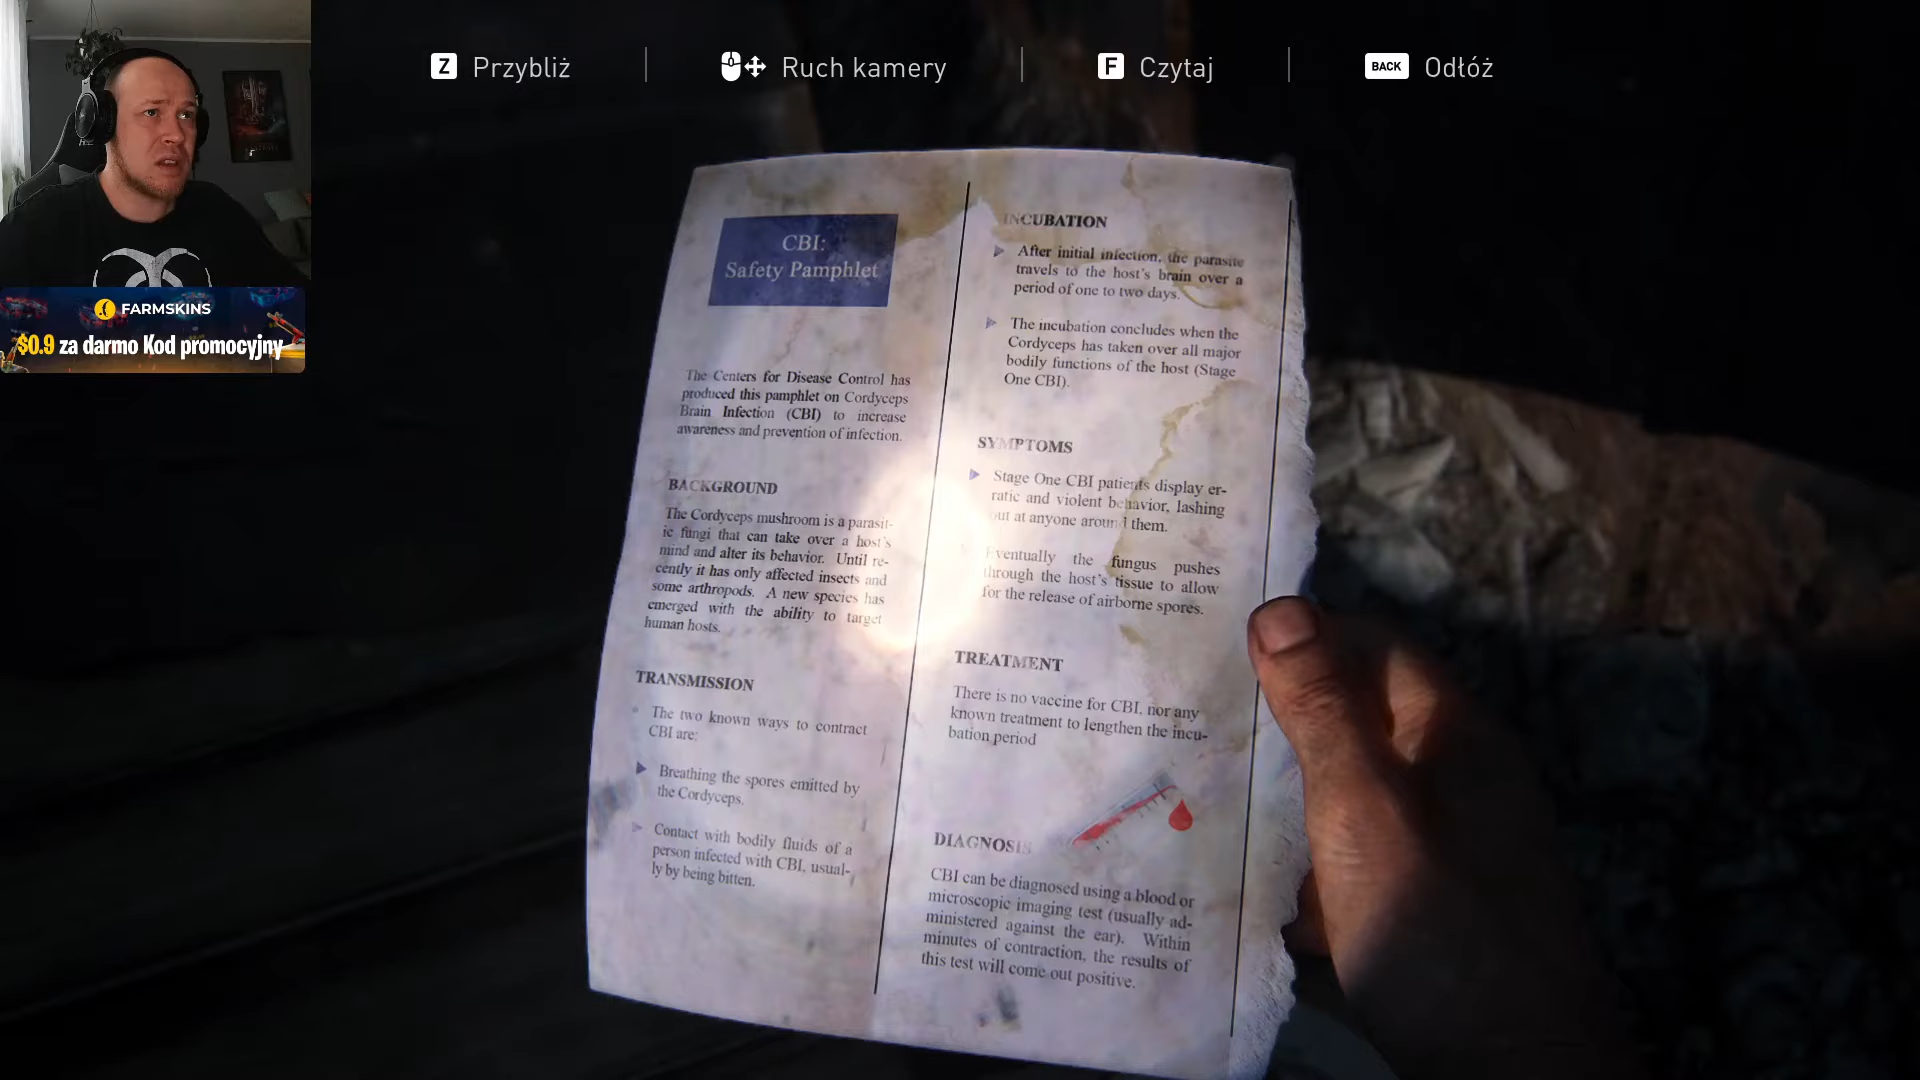 Z Przybliż
Ruch kamery
F Czytaj
BACK Odłóż
FARMSKINS
$0.9 za darmo Kod promocyjny
CBI:
Safety Pamphlet
The Centers for Disease Control has
produced this pamphlet on Cordyceps
Brain Infection (CBI) to increase
awareness and prevention of infection.
BACKGROUND
The Cordyceps mushroom is a parasit-
ic fungi that can take over a host's
mind and alter its behavior. Until re-
cently it has only affected insects and
some arthropods. A new species has
emerged with the ability to target
human hosts.
TRANSMISSION
The two known ways to contract
CBI are:
Breathing the spores emitted by
the Cordyceps.
Contact with bodily fluids of a
person infected with CBI, usual-
ly by being bitten.
INCUBATION
After initial infection, the parasite
travels to the host's brain over a
period of one to two days.
The incubation concludes when the
Cordyceps has taken over all major
bodily functions of the host (Stage
One CBI).
SYMPTOMS
Stage One CBI patients display er-
ratic and violent behavior, lashing
out at anyone around them.
Eventually the fungus pushes
through the host's tissue to allow
for the release of airborne spores.
TREATMENT
There is no vaccine for CBI, nor any
known treatment to lengthen the incu-
bation period
DIAGNOSIS
CBI can be diagnosed using a blood or
microscopic imaging test (usually ad-
ministered against the ear). Within
minutes of contraction, the results of
this test will come out positive.